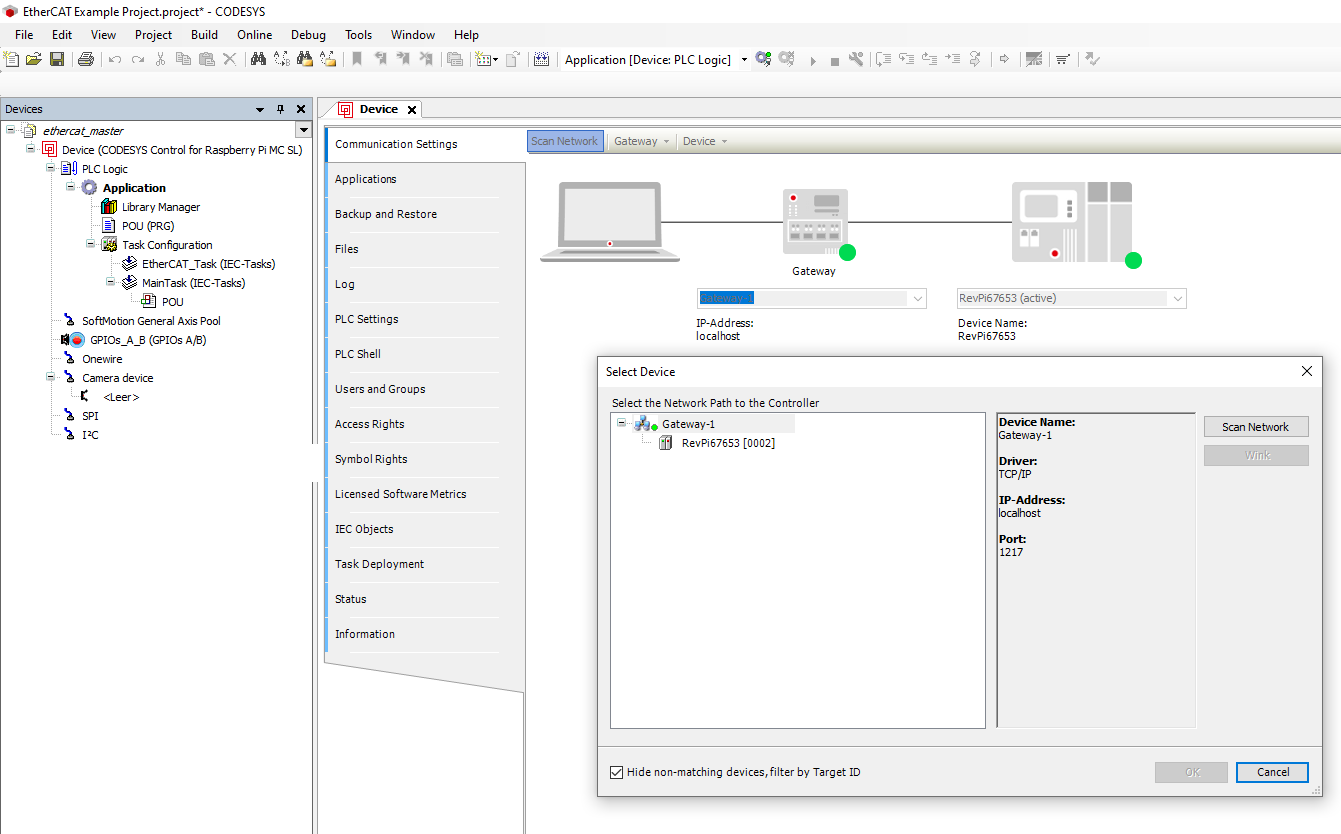 EtherCAT Example Project.project* - CODESYS
File Edit View Project Build Online Debug Tools Window Help
Application [Device: PLC Logic]
Devices
ethercat_master
Device (CODESYS Control for Raspberry Pi MC SL)
PLC Logic
Application
Library Manager
POU (PRG)
Task Configuration
EtherCAT_Task (IEC-Tasks)
MainTask (IEC-Tasks)
POU
SoftMotion General Axis Pool
GPIOs_A_B (GPIOs A/B)
Onewire
Camera device
<Leer>
SPI
I²C
Device
Communication Settings
Applications
Backup and Restore
Files
Log
PLC Settings
PLC Shell
Users and Groups
Access Rights
Symbol Rights
Licensed Software Metrics
IEC Objects
Task Deployment
Status
Information
Scan Network Gateway Device
Gateway
Gateway-1
IP-Address:
localhost
RevPi67653 (active)
Device Name:
RevPi67653
Select Device
Select the Network Path to the Controller
Gateway-1
RevPi67653 [0002]
Device Name:
Gateway-1
Driver:
TCP/IP
IP-Address:
localhost
Port:
1217
Scan Network
Wink
Hide non-matching devices, filter by Target ID
OK
Cancel